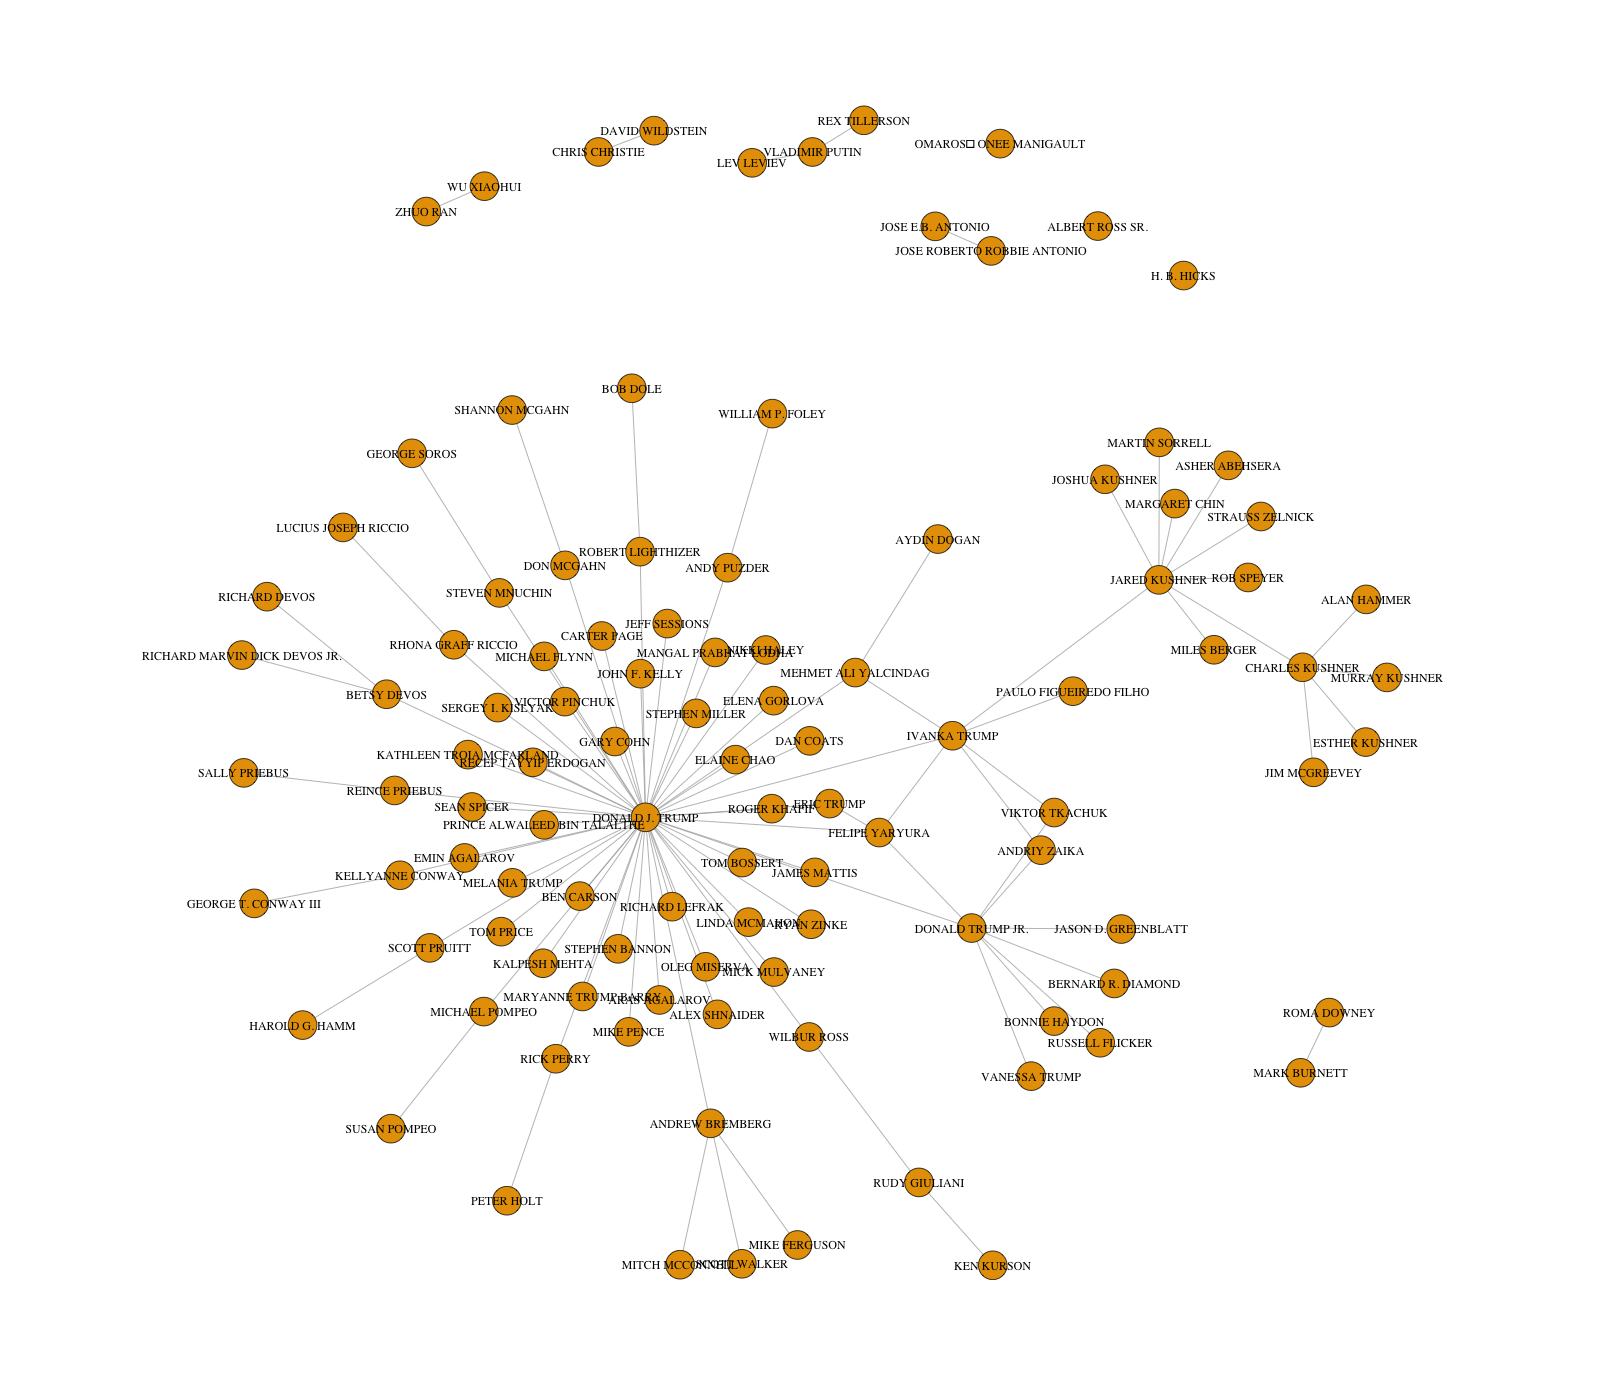 REX TILLERSON
DAVID WILDSTEIN
OMAROS□ ONEE MANIGAULT
CHRIS CHRISTIE
VLADIMIR PUTIN
LEV LEVIEV
WU XIAOHUI
ZHUO RAN
JOSE E.B. ANTONIO
ALBERT ROSS SR.
JOSE ROBERTO ROBBIE ANTONIO
H. B. HICKS
BOB DOLE
SHANNON MCGAHN
WILLIAM P. FOLEY
MARTIN SORRELL
GEORGE SOROS
ASHER ABEHSERA
JOSHUA KUSHNER
MARGARET CHIN
STRAUSS ZELNICK
LUCIUS JOSEPH RICCIO
AYDIN DOGAN
ROBERT LIGHTHIZER
DON MCGAHN
ANDY PUZDER
JARED KUSHNER
ROB SPEYER
STEVEN MNUCHIN
RICHARD DEVOS
ALAN HAMMER
JEFF SESSIONS
CARTER PAGE
RHONA GRAFF RICCIO
MANGAL PRABHAT LODHA
NIKKI HALEY
MILES BERGER
RICHARD MARVIN DICK DEVOS JR.
MICHAEL FLYNN
CHARLES KUSHNER
JOHN F. KELLY
MEHMET ALI YALCINDAG
MURRAY KUSHNER
PAULO FIGUEIREDO FILHO
BETSY DEVOS
VICTOR PINCHUK
ELENA GORLOVA
SERGEY I. KISLYAK
STEPHEN MILLER
IVANKA TRUMP
GARY COHN
DAN COATS
ESTHER KUSHNER
KATHLEEN TROIA MCFARLAND
ELAINE CHAO
RECEP TAYYIP ERDOGAN
SALLY PRIEBUS
JIM MCGREEVEY
REINCE PRIEBUS
ERIC TRUMP
SEAN SPICER
ROGER KHAFIF
VIKTOR TKACHUK
DONALD J. TRUMP
PRINCE ALWALEED BIN TALAL
FELIPE YARYURA
ANDRIY ZAIKA
EMIN AGALAROV
TOM BOSSERT
JAMES MATTIS
KELLYANNE CONWAY
MELANIA TRUMP
BEN CARSON
GEORGE T. CONWAY III
RICHARD LEFRAK
LINDA MCMAHON
RYAN ZINKE
DONALD TRUMP JR.
JASON D. GREENBLATT
TOM PRICE
SCOTT PRUITT
STEPHEN BANNON
KALPESH MEHTA
OLEG MISERVA
MICK MULVANEY
BERNARD R. DIAMOND
MARYANNE TRUMP BARRY
ARAS AGALAROV
MICHAEL POMPEO
ROMA DOWNEY
ALEX SHNAIDER
BONNIE HAYDON
HAROLD G. HAMM
MIKE PENCE
WILBUR ROSS
RUSSELL FLICKER
RICK PERRY
MARK BURNETT
VANESSA TRUMP
ANDREW BREMBERG
SUSAN POMPEO
RUDY GIULIANI
PETER HOLT
MIKE FERGUSON
MITCH MCCONNELL
SCOTT WALKER
KEN KURSON